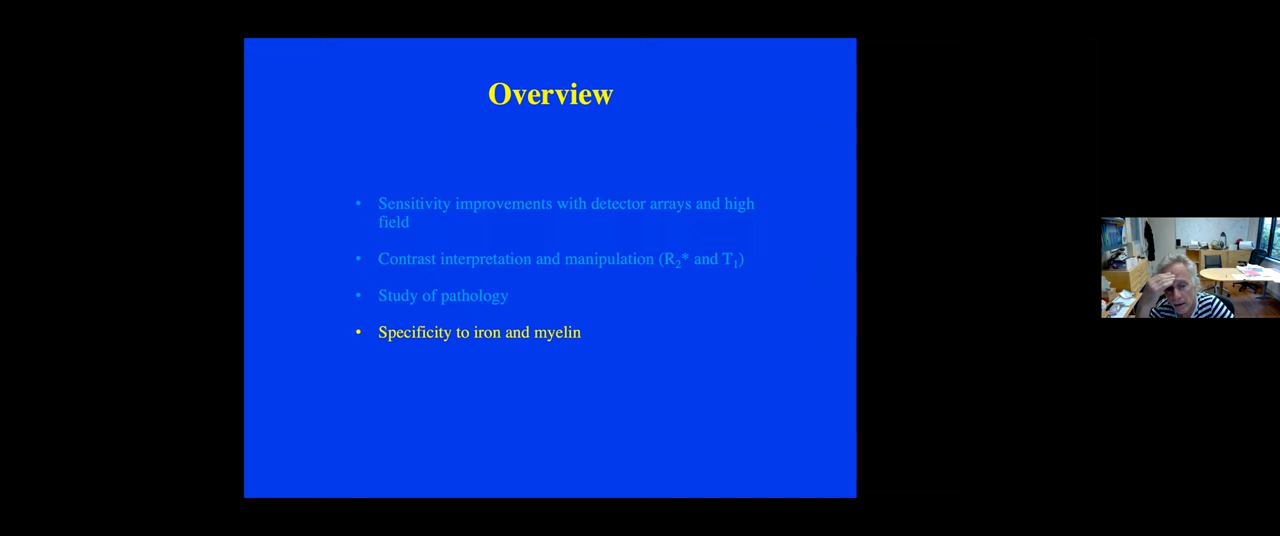 Overview
• Sensitivity improvements with detector arrays and high
field
• Contrast interpretation and manipulation (R₂* and T₁)
• Study of pathology
• Specificity to iron and myelin